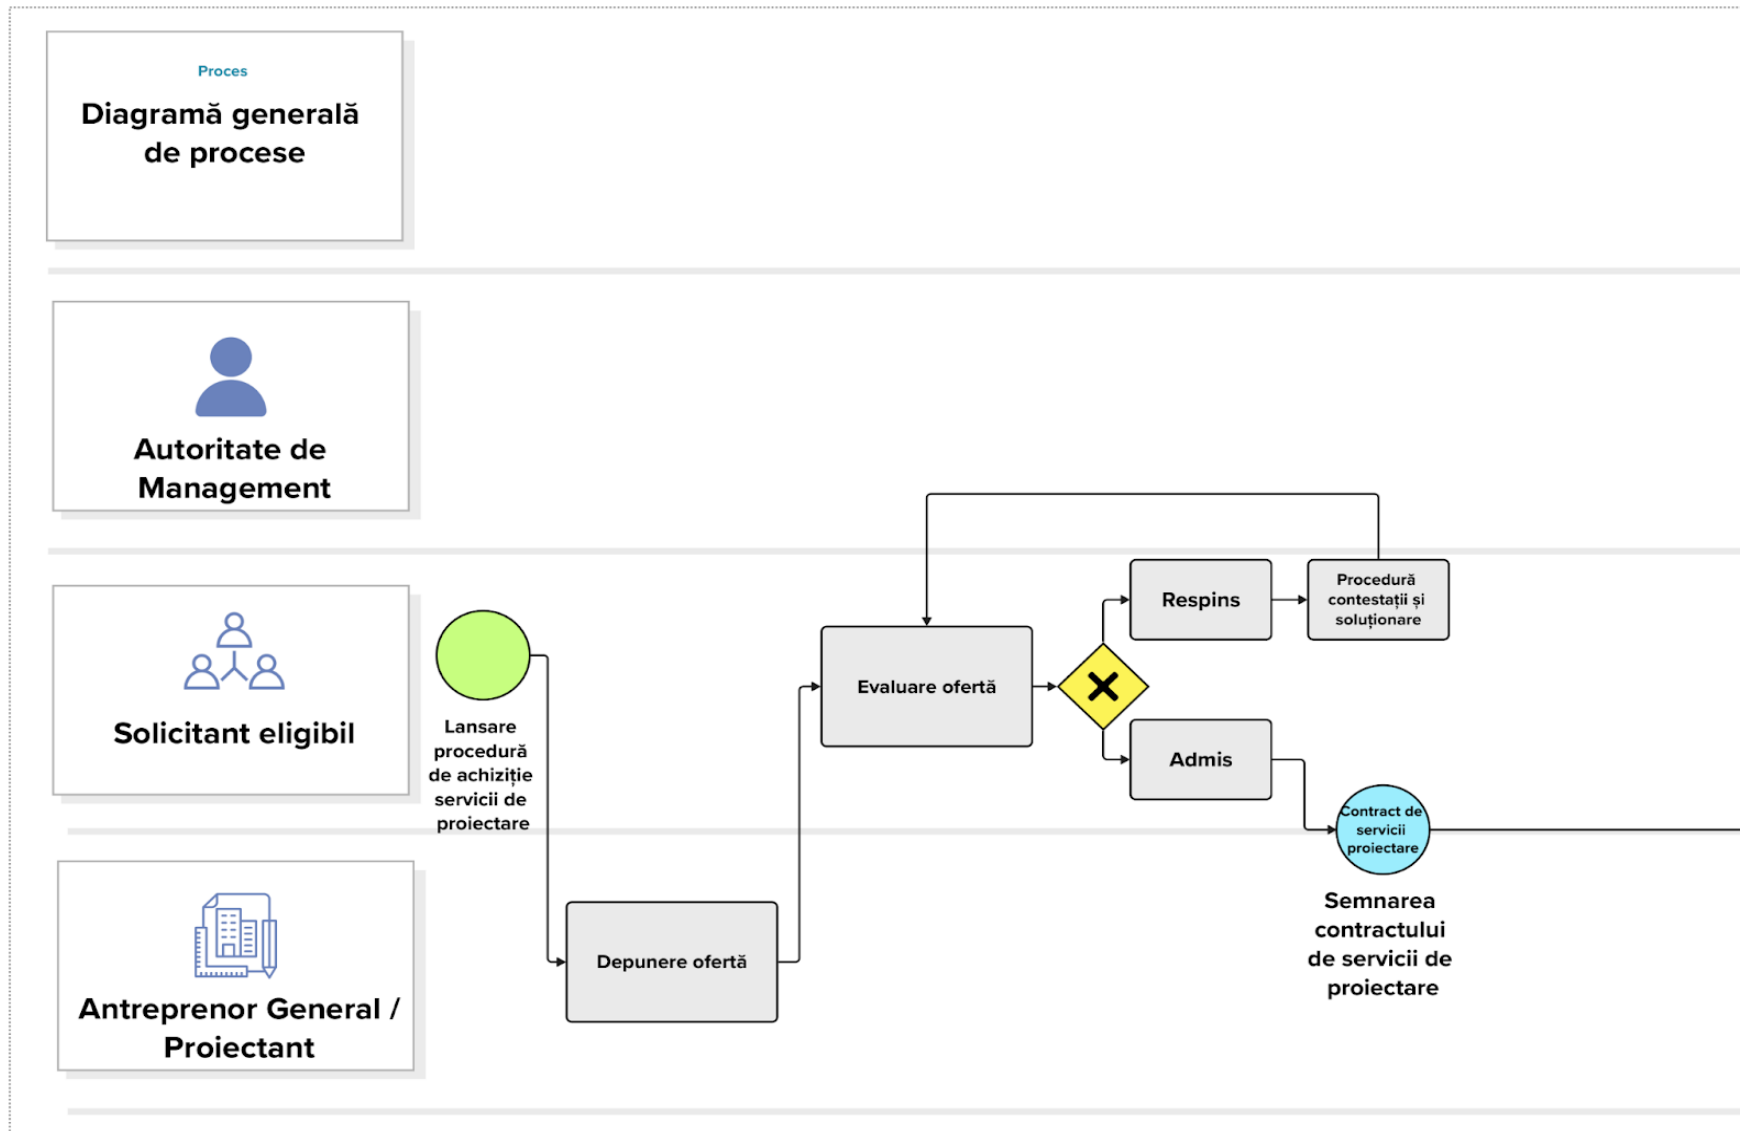 Proces
Diagramă generală
de procese
Autoritate de
Management
Solicitant eligibil
Lansare
procedură
de achiziție
servicii de
proiectare
Evaluare ofertă
Respins
Procedură
contestații și
soluționare
Admis
Contract de
servicii
proiectare
Semnarea
contractului
de servicii de
proiectare
Antreprenor General /
Proiectant
Depunere ofertă